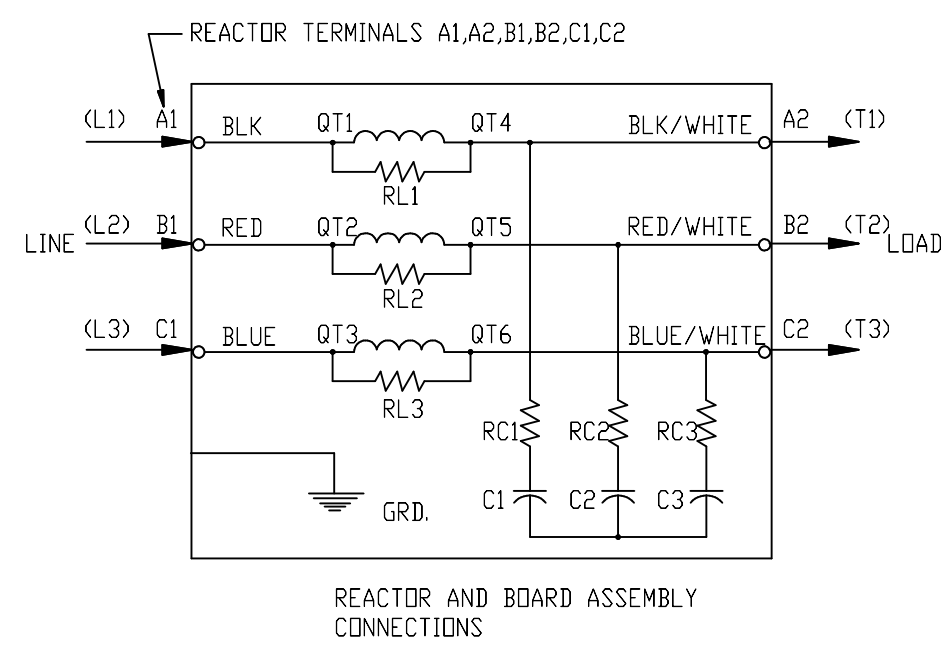 REACTOR TERMINALS A1,A2,B1,B2,C1,C2
(L1) A1 BLK QT1 QT4 BLK/WHITE A2 (T1)
RL1
LINE (L2) B1 RED QT2 QT5 RED/WHITE B2 (T2) LOAD
RL2
(L3) C1 BLUE QT3 QT6 BLUE/WHITE C2 (T3)
RL3
RC1 RC2 RC3
C1 C2 C3
GRD.
REACTOR AND BOARD ASSEMBLY
CONNECTIONS